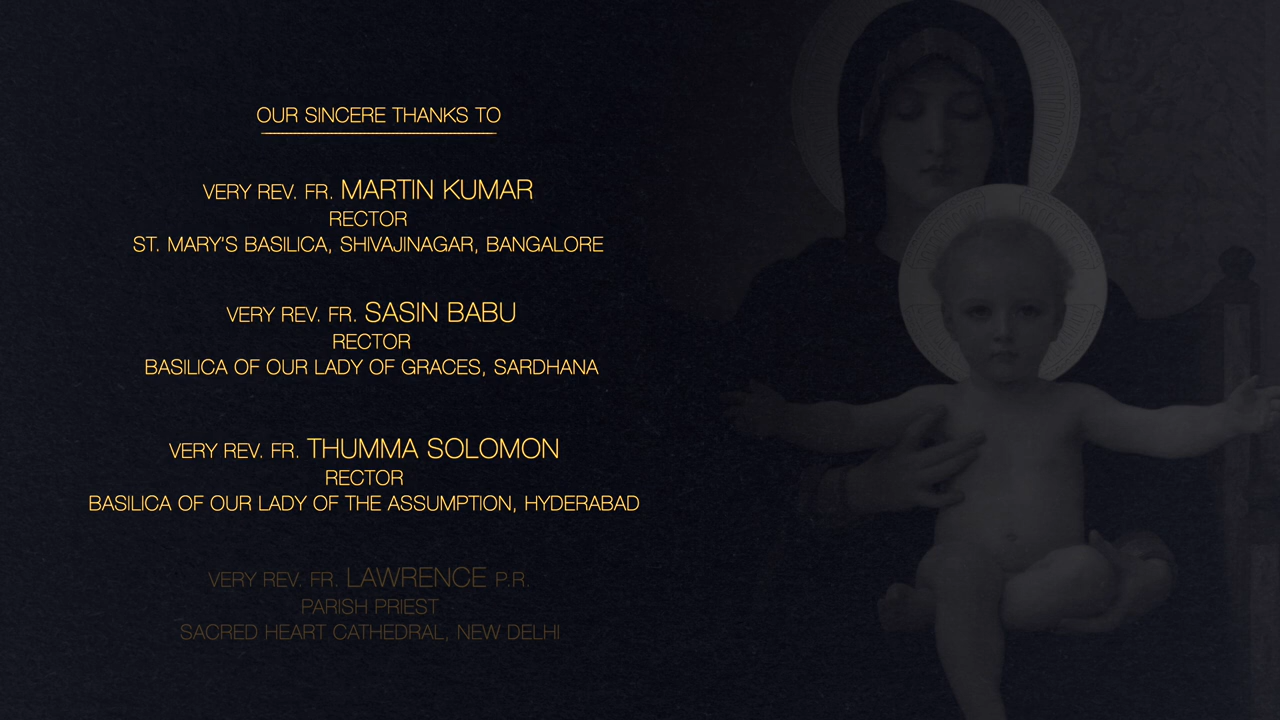 OUR SINCERE THANKS TO
VERY REV. FR. MARTIN KUMAR
RECTOR
ST. MARY'S BASILICA, SHIVAJINAGAR, BANGALORE
VERY REV. FR. SASIN BABU
RECTOR
BASILICA OF OUR LADY OF GRACES, SARDHANA
VERY REV. FR. THUMMA SOLOMON
RECTOR
BASILICA OF OUR LADY OF THE ASSUMPTION, HYDERABAD
VERY REV. FR. LAWRENCE P.R.
PARISH PRIEST
SACRED HEART CATHEDRAL, NEW DELHI